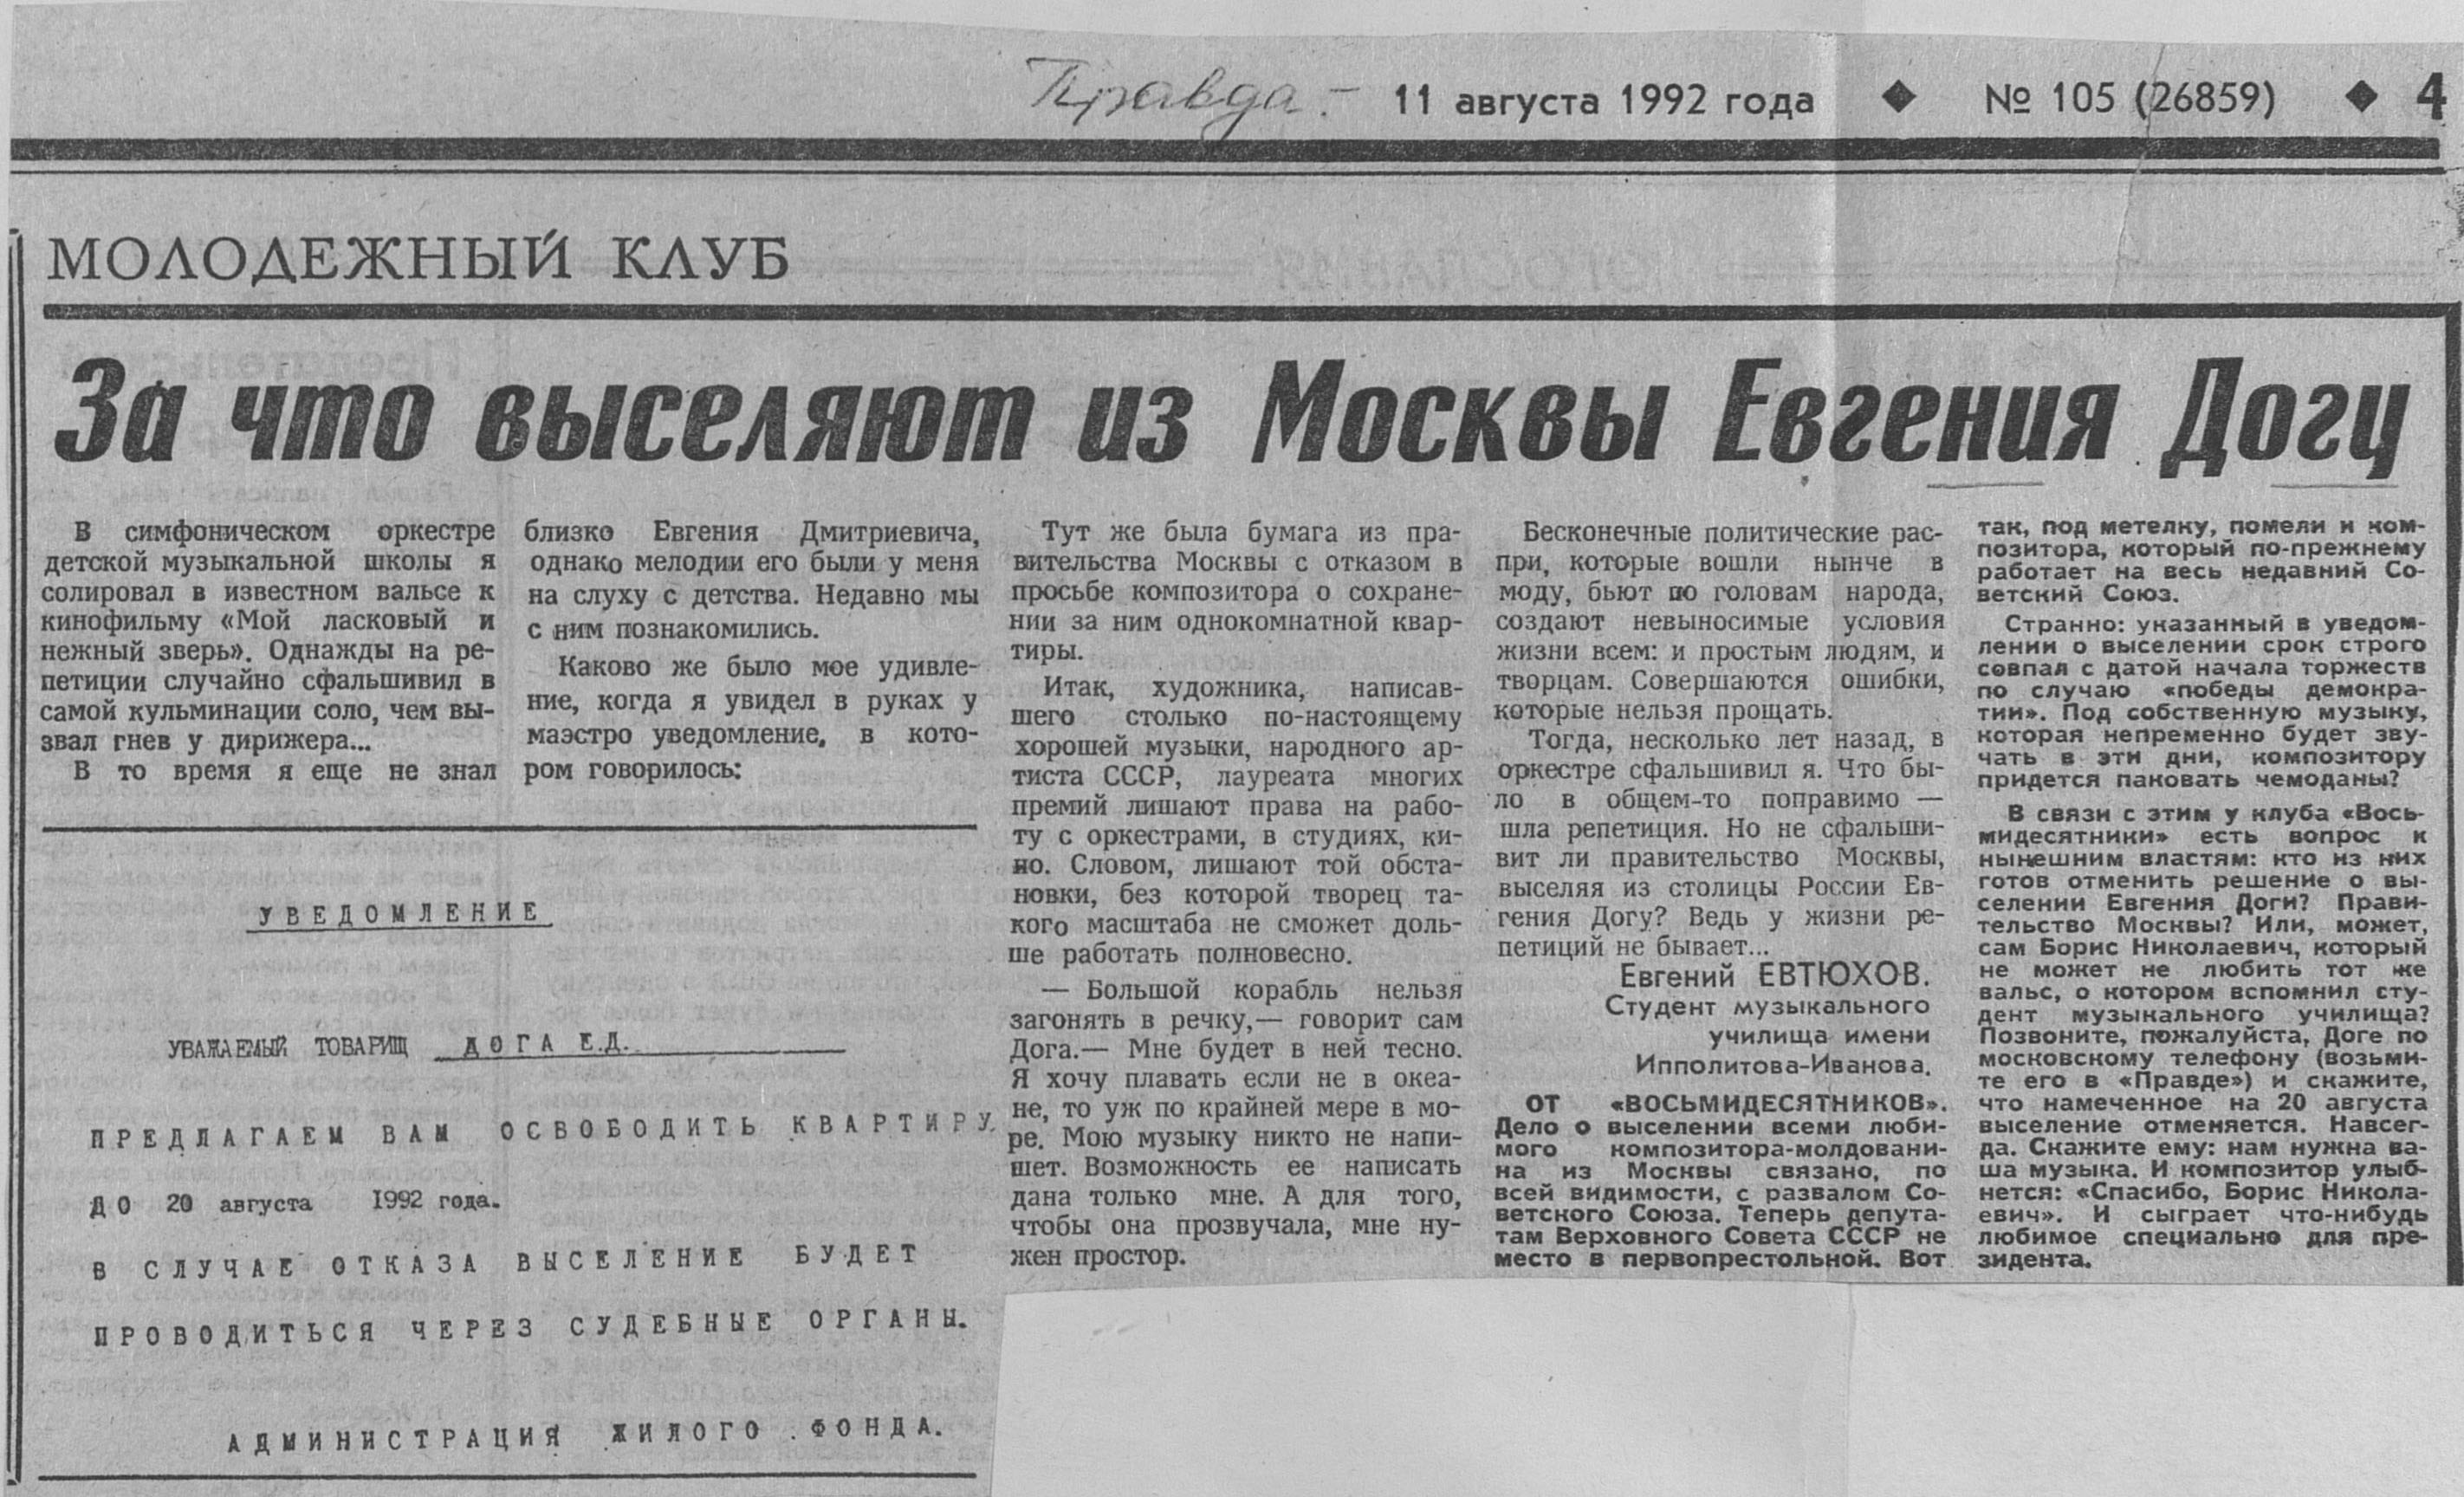 Правда. - 11 августа 1992 года ◆ № 105 (26859) ◆ 4
МОЛОДЕЖНЫЙ КЛУБ
За что выселяют из Москвы Евгения Догу
В симфоническом оркестре
детской музыкальной школы я
солировал в известном вальсе к
кинофильму «Мой ласковый и
нежный зверь». Однажды на ре-
петиции случайно сфальшивил в
самой кульминации соло, чем вы-
звал гнев у дирижера...
В то время я еще не знал
близко Евгения Дмитриевича,
однако мелодии его были у меня
на слуху с детства. Недавно мы
с ним познакомились.
Каково же было мое удивле-
ние, когда я увидел в руках у
маэстро уведомление, в кото-
ром говорилось:
УВЕДОМЛЕНИЕ
УВАЖАЕМЫЙ ТОВАРИЩ ДОГА Е.Д.
ПРЕДЛАГАЕМ ВАМ ОСВОБОДИТЬ КВАРТИРУ
ДО 20 августа 1992 года.
В СЛУЧАЕ ОТКАЗА ВЫСЕЛЕНИЕ БУДЕТ
ПРОВОДИТЬСЯ ЧЕРЕЗ СУДЕБНЫЕ ОРГАНЫ.
АДМИНИСТРАЦИЯ ЖИЛОГО ФОНДА.
Тут же была бумага из пра-
вительства Москвы с отказом в
просьбе композитора о сохране-
нии за ним однокомнатной квар-
тиры.
Итак, художника, написав-
шего столько по-настоящему
хорошей музыки, народного ар-
тиста СССР, лауреата многих
премий лишают права на рабо-
ту с оркестрами, в студиях, ки-
но. Словом, лишают той обста-
новки, без которой творец та-
кого масштаба не сможет доль-
ше работать полновесно.
— Большой корабль нельзя
загонять в речку,— говорит сам
Дога.— Мне будет в ней тесно.
Я хочу плавать если не в океа-
не, то уж по крайней мере в мо-
ре. Мою музыку никто не напи-
шет. Возможность ее написать
дана только мне. А для того,
чтобы она прозвучала, мне ну-
жен простор.
Бесконечные политические рас-
при, которые вошли нынче в
моду, бьют по головам народа,
создают невыносимые условия
жизни всем: и простым людям, и
творцам. Совершаются ошибки,
которые нельзя прощать.
Тогда, несколько лет назад, в
оркестре сфальшивил я. Что бы-
ло в общем-то поправимо —
шла репетиция. Но не сфальши-
вит ли правительство Москвы,
выселяя из столицы России Ев-
гения Догу? Ведь у жизни ре-
петиций не бывает...
Евгений ЕВТЮХОВ.
Студент музыкального
училища имени
Ипполитова-Иванова.
ОТ «ВОСЬМИДЕСЯТНИКОВ».
Дело о выселении всеми люби-
мого композитора-молдовани-
на из Москвы связано, по
всей видимости, с развалом Со-
ветского Союза. Теперь депута-
там Верховного Совета СССР не
место в первопрестольной. Вот
так, под метелку, помели и ком-
позитора, который по-прежнему
работает на весь недавний Со-
ветский Союз.
Странно: указанный в уведом-
лении о выселении срок строго
совпал с датой начала торжеств
по случаю «победы демокра-
тии». Под собственную музыку,
которая непременно будет зву-
чать в эти дни, композитору
придется паковать чемоданы?
В связи с этим у клуба «Вось-
мидесятники» есть вопрос к
нынешним властям: кто из них
готов отменить решение о вы-
селении Евгения Доги? Прави-
тельство Москвы? Или, может,
сам Борис Николаевич, который
не может не любить тот же
вальс, о котором вспомнил сту-
дент музыкального училища?
Позвоните, пожалуйста, Доге по
московскому телефону (возьми-
те его в «Правде») и скажите,
что намеченное на 20 августа
выселение отменяется. Навсег-
да. Скажите ему: нам нужна ва-
ша музыка. И композитор улыб-
нется: «Спасибо, Борис Никола-
евич». И сыграет что-нибудь
любимое специально для пре-
зидента.